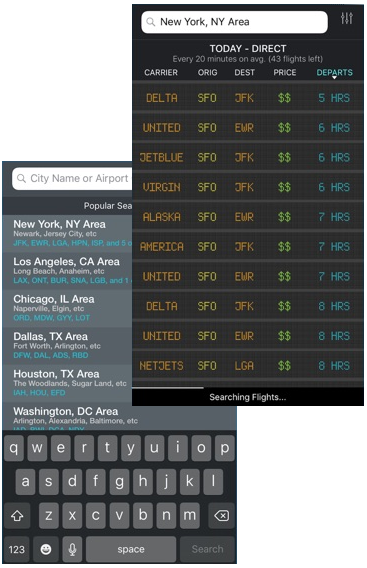 New York, NY Area
TODAY - DIRECT
Every 20 minutes on avg. (43 flights left)
CARRIER ORIG DEST PRICE DEPARTS
DELTA SFO JFK $$ 5 HRS
UNITED SFO EWR $$ 6 HRS
JETBLUE SFO JFK $$ 6 HRS
VIRGIN SFO JFK $$ 6 HRS
ALASKA SFO EWR $$ 7 HRS
AMERICA SFO JFK $$ 7 HRS
UNITED SFO EWR $$ 7 HRS
DELTA SFO JFK $$ 8 HRS
UNITED SFO EWR $$ 8 HRS
NETJETS SFO LGA $$ 8 HRS
Searching Flights...
City Name or Airport
Popular Sea
New York, NY Area
Newark, Jersey City, etc
JFK, EWR, LGA, HPN, ISP, and 5 o
Los Angeles, CA Area
Long Beach, Anaheim, etc
LAX, ONT, BUR, SNA, LGB, and 1
Chicago, IL Area
Naperville, Elgin, etc
ORD, MDW, GYY, LOT
Dallas, TX Area
Fort Worth, Arlington, etc
DFW, DAL, ADS, RBD
Houston, TX Area
The Woodlands, Sugar Land, etc
IAH, HOU, EFD
Washington, DC Area
Arlington, Alexandria, Baltimore, etc
q w e r t y u i o p
a s d f g h j k l
z x c v b n m
123 space Search